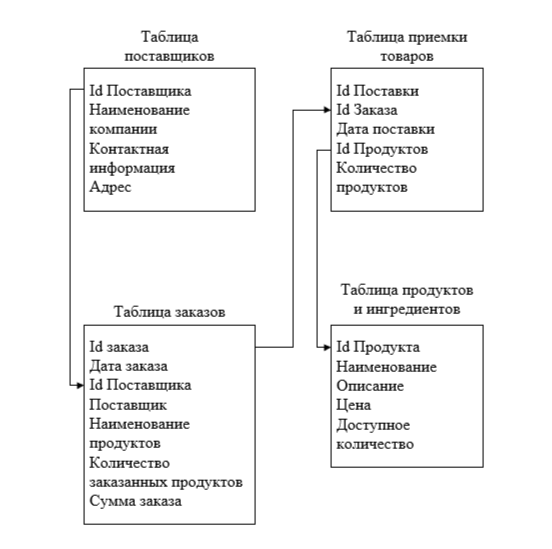 Таблица
поставщиков
Id Поставщика
Наименование
компании
Контактная
информация
Адрес
Таблица приемки
товаров
Id Поставки
Id Заказа
Дата поставки
Id Продуктов
Количество
продуктов
Таблица заказов
Id заказа
Дата заказа
Id Поставщика
Поставщик
Наименование
продуктов
Количество
заказанных продуктов
Сумма заказа
Таблица продуктов
и ингредиентов
Id Продукта
Наименование
Описание
Цена
Доступное
количество